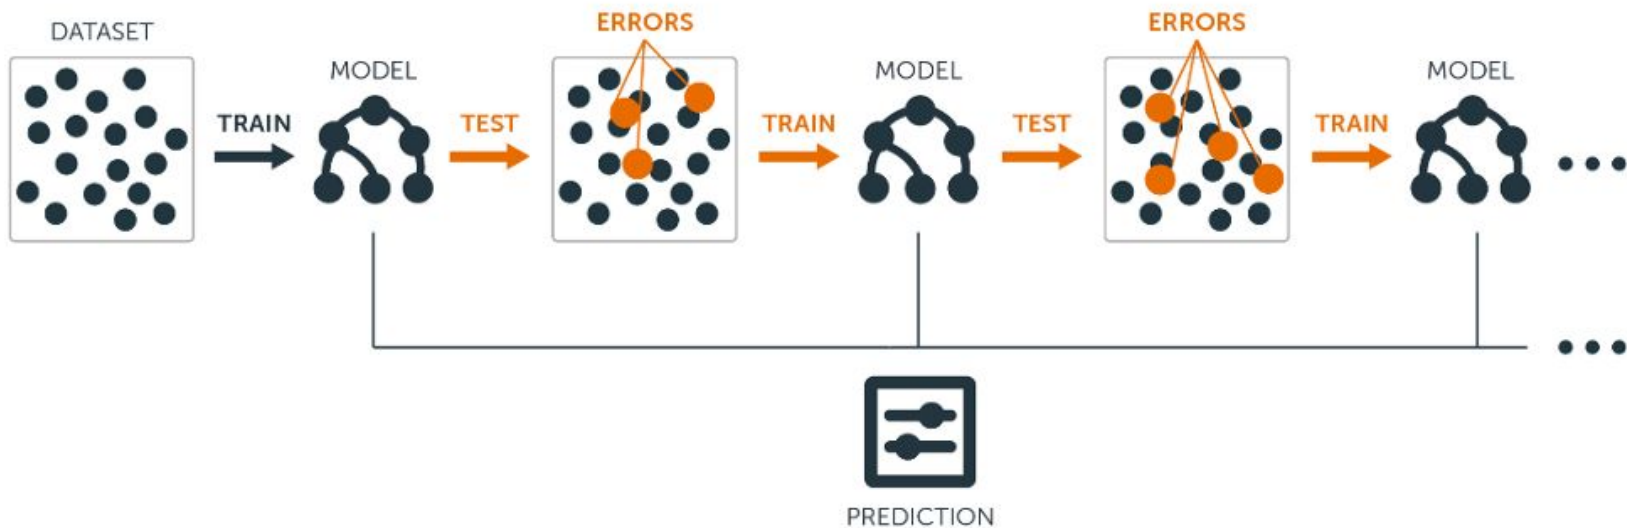 DATASET
MODEL
ERRORS
MODEL
ERRORS
MODEL
TRAIN
TEST
TRAIN
TEST
TRAIN
PREDICTION